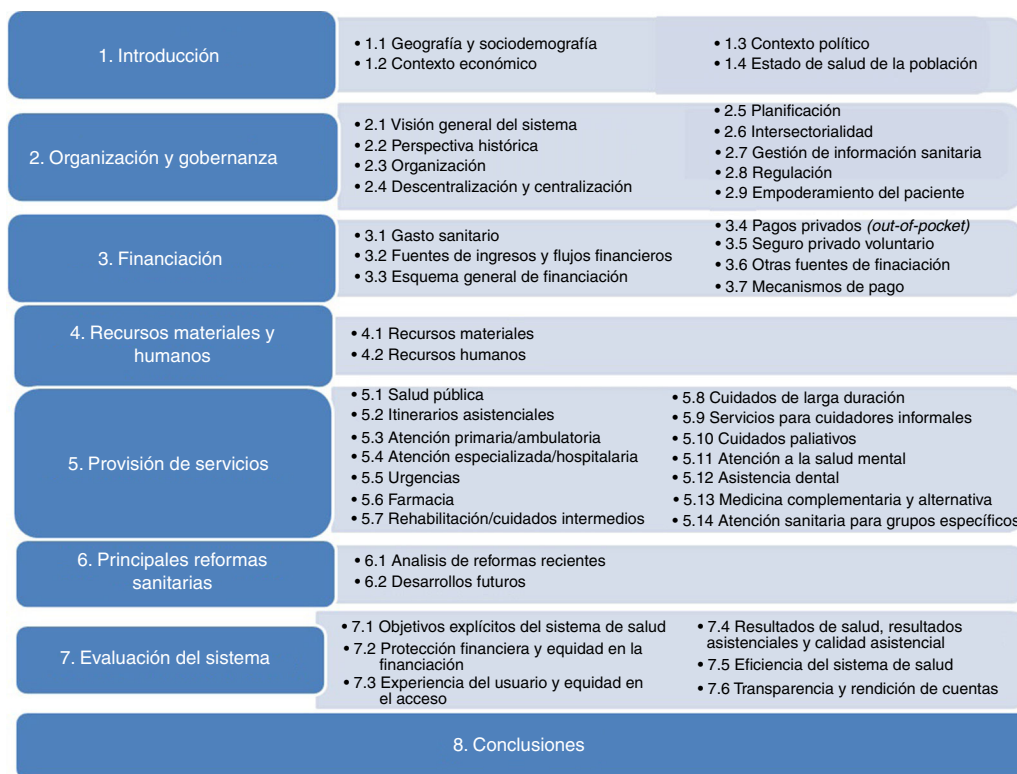 1. Introducción
• 1.1 Geografía y sociodemografía
• 1.2 Contexto económico
• 1.3 Contexto político
• 1.4 Estado de salud de la población
2. Organización y gobernanza
• 2.1 Visión general del sistema
• 2.2 Perspectiva histórica
• 2.3 Organización
• 2.4 Descentralización y centralización
• 2.5 Planificación
• 2.6 Intersectorialidad
• 2.7 Gestión de información sanitaria
• 2.8 Regulación
• 2.9 Empoderamiento del paciente
3. Financiación
• 3.1 Gasto sanitario
• 3.2 Fuentes de ingresos y flujos financieros
• 3.3 Esquema general de financiación
• 3.4 Pagos privados (out-of-pocket)
• 3.5 Seguro privado voluntario
• 3.6 Otras fuentes de finaciación
• 3.7 Mecanismos de pago
4. Recursos materiales y
humanos
• 4.1 Recursos materiales
• 4.2 Recursos humanos
5. Provisión de servicios
• 5.1 Salud pública
• 5.2 Itinerarios asistenciales
• 5.3 Atención primaria/ambulatoria
• 5.4 Atención especializada/hospitalaria
• 5.5 Urgencias
• 5.6 Farmacia
• 5.7 Rehabilitación/cuidados intermedios
• 5.8 Cuidados de larga duración
• 5.9 Servicios para cuidadores informales
• 5.10 Cuidados paliativos
• 5.11 Atención a la salud mental
• 5.12 Asistencia dental
• 5.13 Medicina complementaria y alternativa
• 5.14 Atención sanitaria para grupos específicos
6. Principales reformas
sanitarias
• 6.1 Analisis de reformas recientes
• 6.2 Desarrollos futuros
7. Evaluación del sistema
• 7.1 Objetivos explícitos del sistema de salud
• 7.2 Protección financiera y equidad en la
financiación
• 7.3 Experiencia del usuario y equidad en
el acceso
• 7.4 Resultados de salud, resultados
asistenciales y calidad asistencial
• 7.5 Eficiencia del sistema de salud
• 7.6 Transparencia y rendición de cuentas
8. Conclusiones